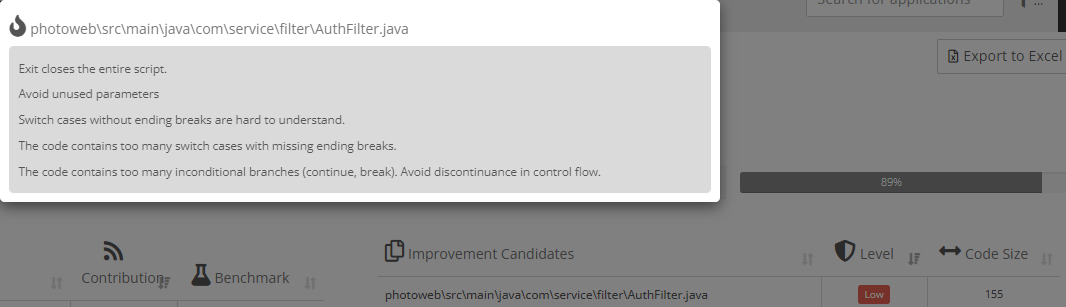 photoweb\src\main\java\com\service\filter\AuthFilter.java
Exit closes the entire script.
Avoid unused parameters
Switch cases without ending breaks are hard to understand.
The code contains too many switch cases with missing ending breaks.
The code contains too many inconditional branches (continue, break). Avoid discontinuance in control flow.
Search for applications
...
Export to Excel
89%
Contribution
Benchmark
Improvement Candidates
Level
Code Size
photoweb\src\main\java\com\service\filter\AuthFilter.java
Low
155